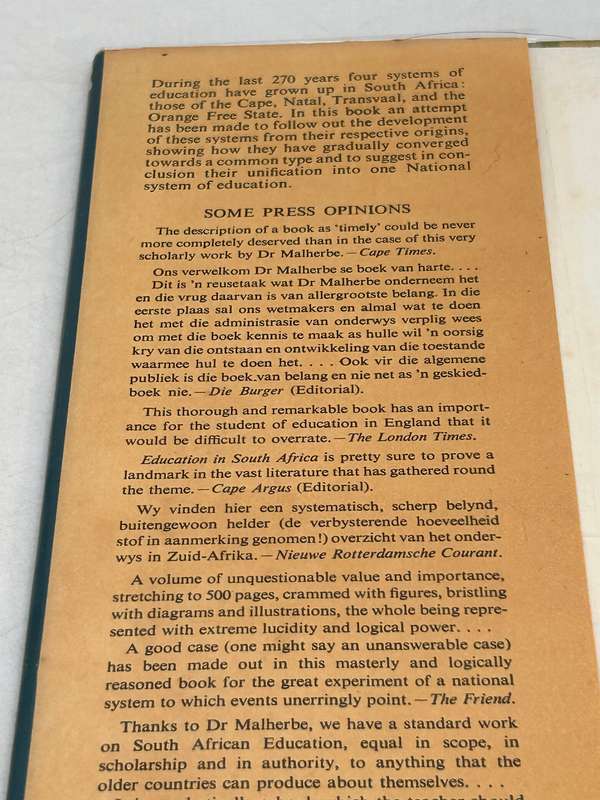 During the last 270 years four systems of
education have grown up in South Africa:
those of the Cape, Natal, Transvaal, and the
Orange Free State. In this book an attempt
has been made to follow out the development
of these systems from their respective origins,
showing how they have gradually converged
towards a common type and to suggest in con-
clusion their unification into one National
system of education.
SOME PRESS OPINIONS
The description of a book as 'timely' could be never
more completely deserved than in the case of this very
scholarly work by Dr Malherbe.—Cape Times.
Ons verwelkom Dr Malherbe se boek van harte. . . .
Dit is 'n reusetaak wat Dr Malherbe onderneem het
en die vrug daarvan is van allergrootste belang. In die
eerste plaas sal ons wetmakers en almal wat te doen
het met die administrasie van onderwys verplig wees
om met die boek kennis te maak as hulle wil 'n oorsig
kry van die ontstaan en ontwikkeling van die toestande
waarmee hul te doen het. . . . Ook vir die algemene
publiek is die boek.van belang en nie net as 'n geskied-
boek nie.—Die Burger (Editorial).
This thorough and remarkable book has an import-
ance for the student of education in England that it
would be difficult to overrate.—The London Times.
Education in South Africa is pretty sure to prove a
landmark in the vast literature that has gathered round
the theme.—Cape Argus (Editorial).
Wy vinden hier een systematisch, scherp belynd,
buitengewoon helder (de verbysterende hoeveelheid
stof in aanmerking genomen!) overzicht van het onder-
wys in Zuid-Afrika.—Nieuwe Rotterdamsche Courant.
A volume of unquestionable value and importance,
stretching to 500 pages, crammed with figures, bristling
with diagrams and illustrations, the whole being repre-
sented with extreme lucidity and logical power. . . .
A good case (one might say an unanswerable case)
has been made out in this masterly and logically
reasoned book for the great experiment of a national
system to which events unerringly point.—The Friend.
Thanks to Dr Malherbe, we have a standard work
on South African Education, equal in scope, in
scholarship and in authority, to anything that the
older countries can produce about themselves. . . .
which the teacher should